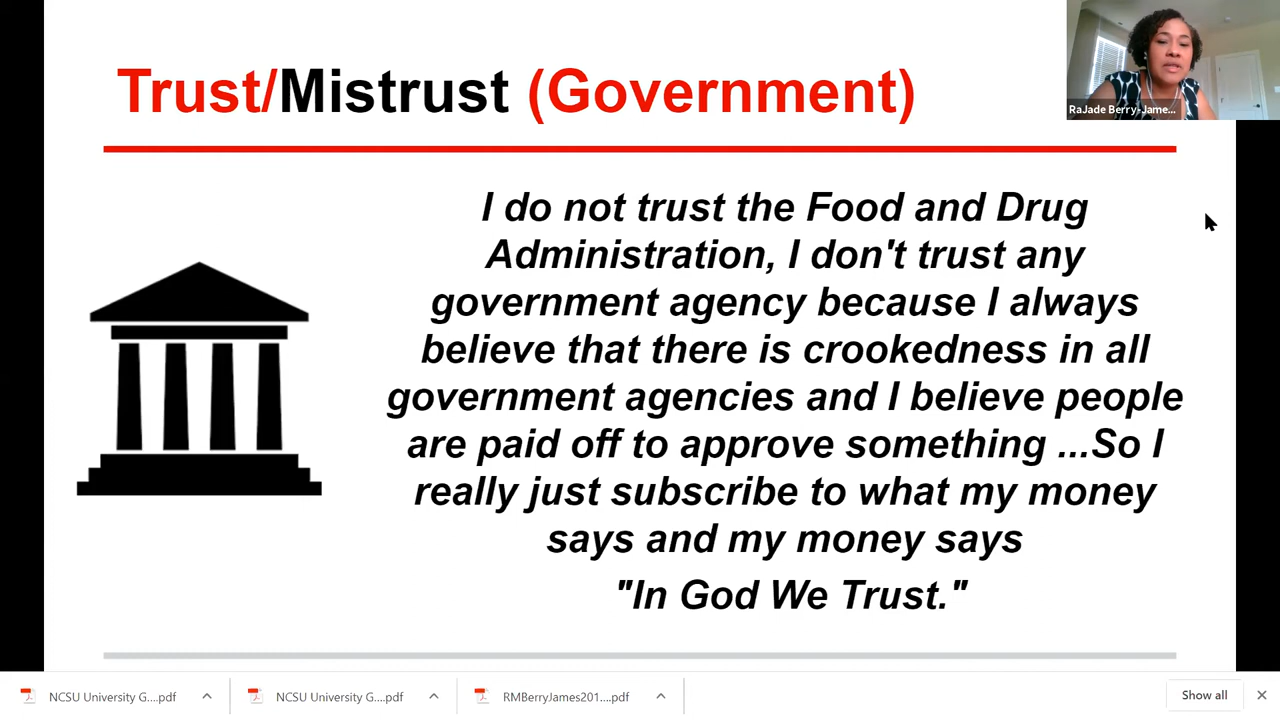 Trust/Mistrust (Government)
RaJade Berry-Jame...
I do not trust the Food and Drug
Administration, I don't trust any
government agency because I always
believe that there is crookedness in all
government agencies and I believe people
are paid off to approve something ...So I
really just subscribe to what my money
says and my money says
"In God We Trust."
NCSU University G....pdf
NCSU University G....pdf
RMBerryJames201....pdf
Show all